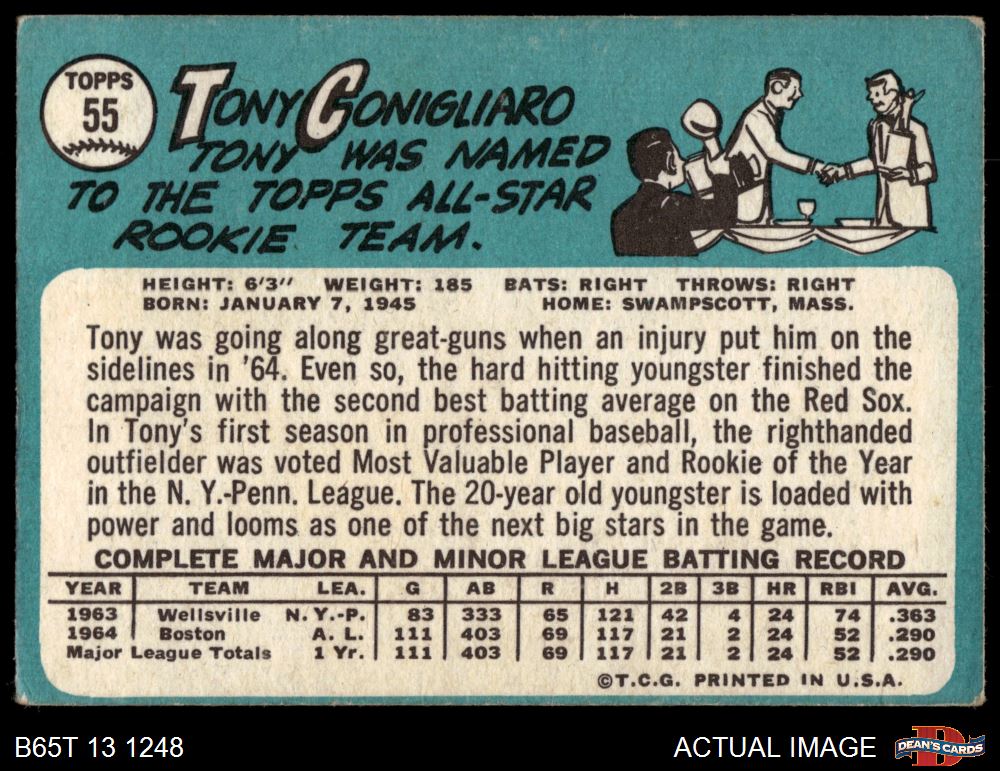 TOPPS
55
TONY CONIGLIARO
TONY WAS NAMED
TO THE TOPPS ALL-STAR
ROOKIE TEAM.
HEIGHT: 6'3" WEIGHT: 185 BATS: RIGHT THROWS: RIGHT
BORN: JANUARY 7, 1945 HOME: SWAMPSCOTT, MASS.
Tony was going along great-guns when an injury put him on the
sidelines in '64. Even so, the hard hitting youngster finished the
campaign with the second best batting average on the Red Sox.
In Tony's first season in professional baseball, the righthanded
outfielder was voted Most Valuable Player and Rookie of the Year
in the N. Y.-Penn. League. The 20-year old youngster is loaded with
power and looms as one of the next big stars in the game.
COMPLETE MAJOR AND MINOR LEAGUE BATTING RECORD
YEAR TEAM LEA. G AB R H 2B 3B HR RBI AVG.
1963 Wellsville N.Y.-P. 83 333 65 121 42 4 24 74 .363
1964 Boston A. L. 111 403 69 117 21 2 24 52 .290
Major League Totals 1 Yr. 111 403 69 117 21 2 24 52 .290
©T.C.G. PRINTED IN U.S.A.
B65T 13 1248 ACTUAL IMAGE D DEAN'S CARDS